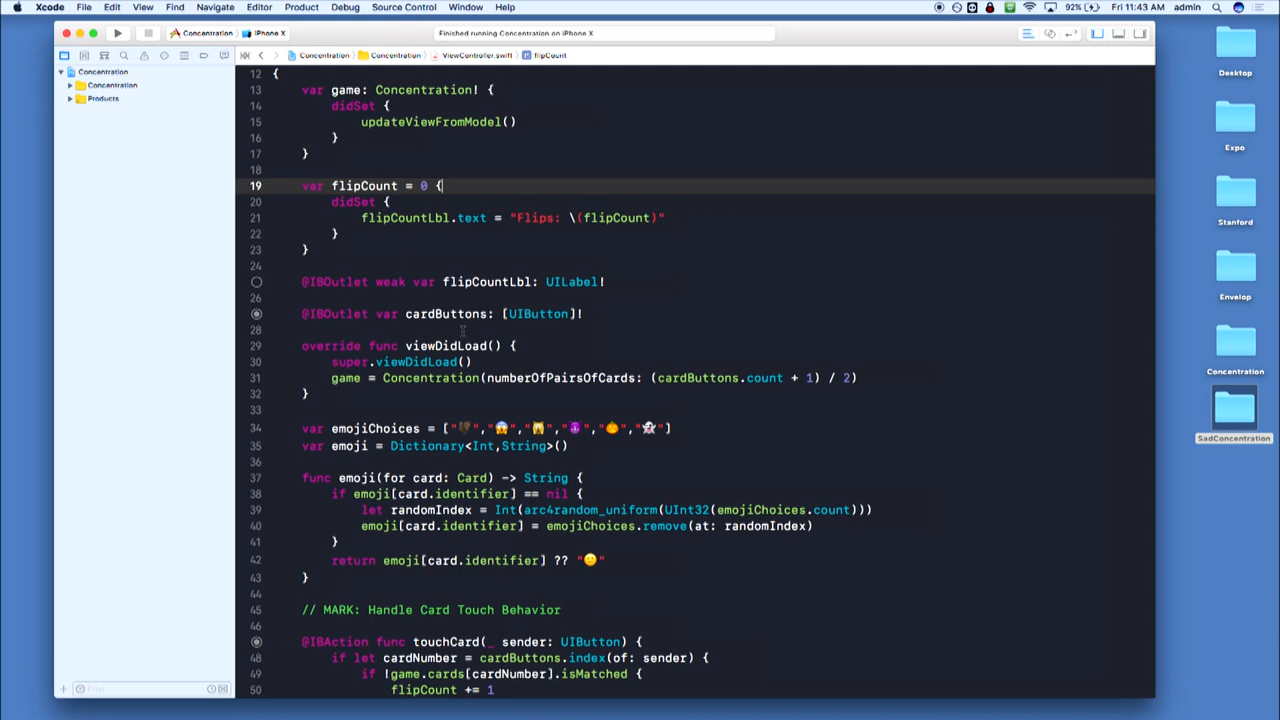 Xcode File Edit View Find Navigate Editor Product Debug Source Control Window Help 92% Fri 11:43 AM admin
Concentration iPhone X Finished running Concentration on iPhone X
Concentration Concentration ViewController.swift flipCount
Concentration
Concentration
Products
12 {
13 var game: Concentration! {
14 didSet {
15 updateViewFromModel()
16 }
17 }
18
19 var flipCount = 0 {
20 didSet {
21 flipCountLbl.text = "Flips: \(flipCount)"
22 }
23 }
24
@IBOutlet weak var flipCountLbl: UILabel!
26
@IBOutlet var cardButtons: [UIButton]!
28
29 override func viewDidLoad() {
30 super.viewDidLoad()
31 game = Concentration(numberOfPairsOfCards: (cardButtons.count + 1) / 2)
32 }
33
34 var emojiChoices = ["🦇","😱","🙀","😈","🎃","👻"]
35 var emoji = Dictionary<Int,String>()
36
37 func emoji(for card: Card) -> String {
38 if emoji[card.identifier] == nil {
39 let randomIndex = Int(arc4random_uniform(UInt32(emojiChoices.count)))
40 emoji[card.identifier] = emojiChoices.remove(at: randomIndex)
41 }
42 return emoji[card.identifier] ?? "🙂"
43 }
44
45 // MARK: Handle Card Touch Behavior
46
@IBAction func touchCard(_ sender: UIButton) {
48 if let cardNumber = cardButtons.index(of: sender) {
49 if !game.cards[cardNumber].isMatched {
50 flipCount += 1
Desktop
Expo
Stanford
Envelop
Concentration
SadConcentration